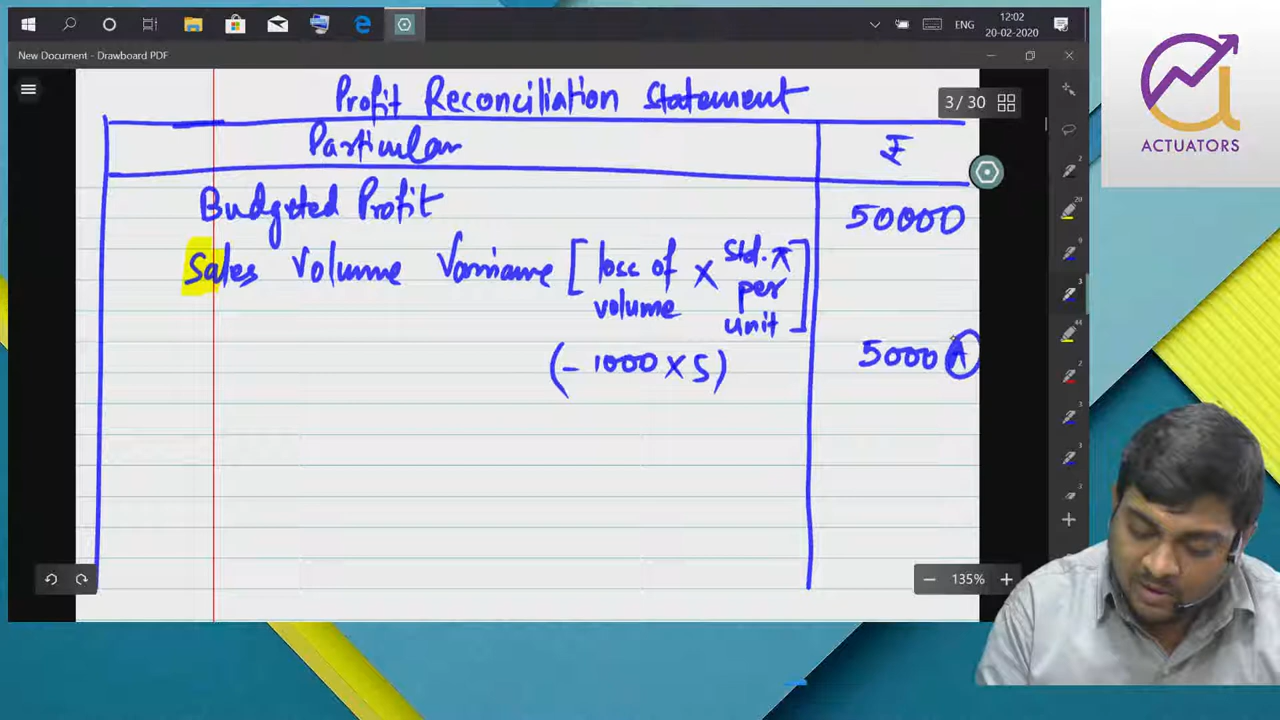 12:02
ENG
20-02-2020
New Document - Drawboard PDF
ACTUATORS
Profit Reconciliation Statement
3 / 30
Particular
₹
Budgeted Profit
50000
Sales Volume Variance [loss of volume × Std. π per unit]
(- 1000 × 5)
5000 A
135%